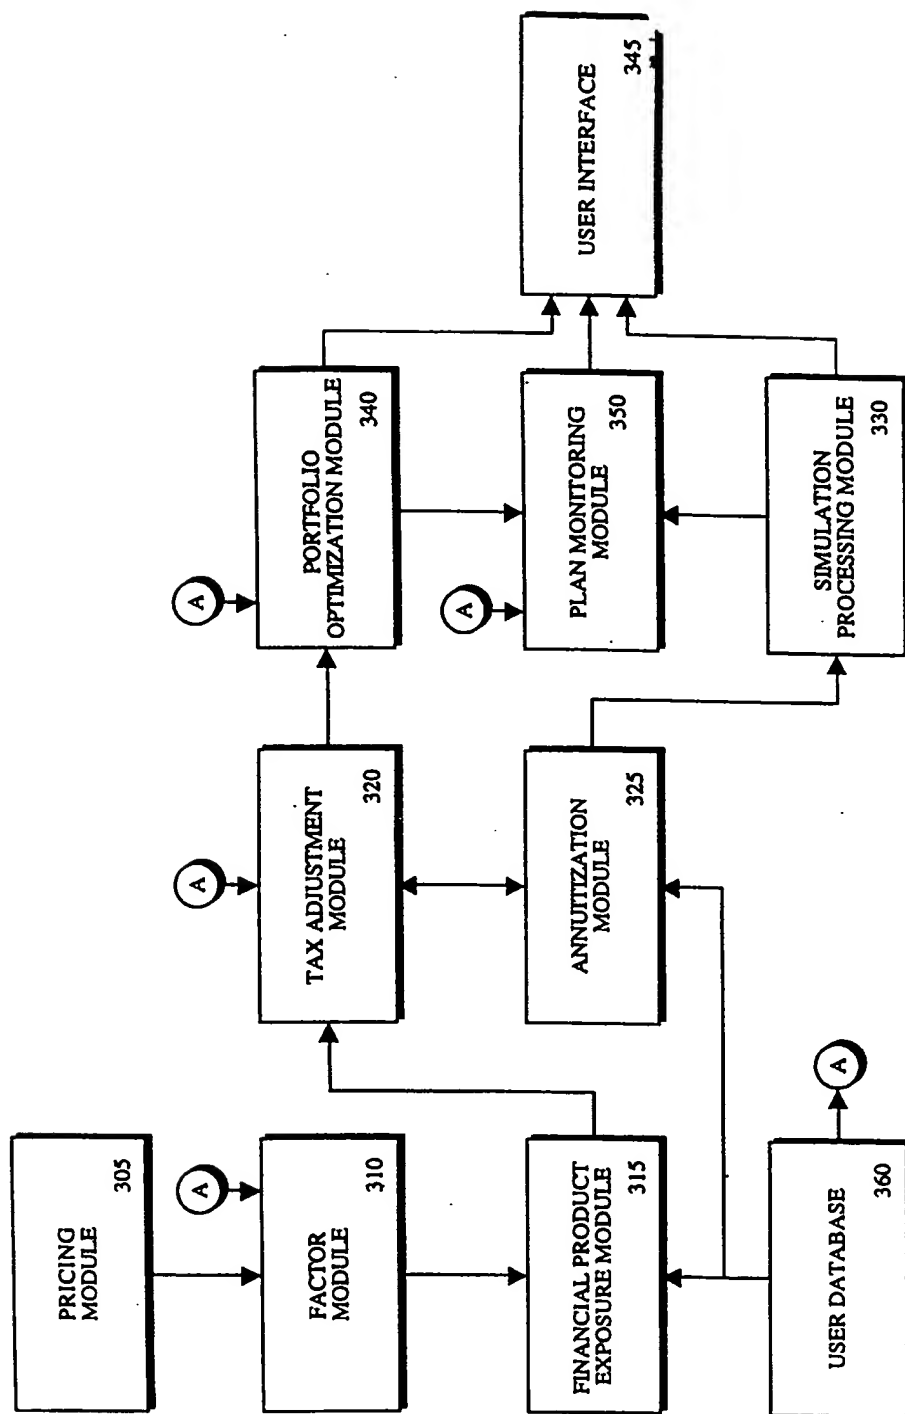 PRICING
MODULE
305
A
FACTOR
MODULE
310
FINANCIAL PRODUCT
EXPOSURE MODULE
315
USER DATABASE
360
A
A
TAX ADJUSTMENT
MODULE
320
ANNUITIZATION
MODULE
325
A
PORTFOLIO
OPTIMIZATION MODULE
340
A
PLAN MONITORING
MODULE
350
SIMULATION
PROCESSING MODULE
330
USER INTERFACE
345